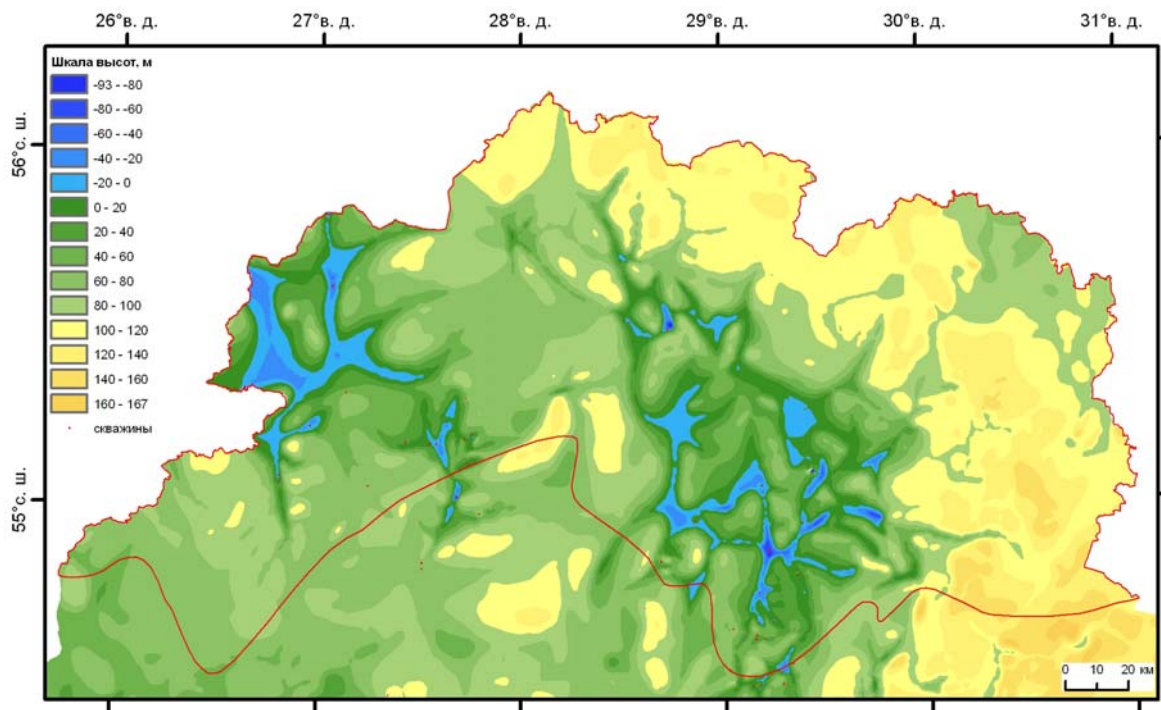 26°в. д. 27°в. д. 28°в. д. 29°в. д. 30°в. д. 31°в. д.
Шкала высот, м
-93 - -80
-80 - -60
-60 - -40
-40 - -20
-20 - 0
0 - 20
20 - 40
40 - 60
60 - 80
80 - 100
100 - 120
120 - 140
140 - 160
160 - 167
скважины
56°с. ш.
55°с. ш.
0 10 20 км